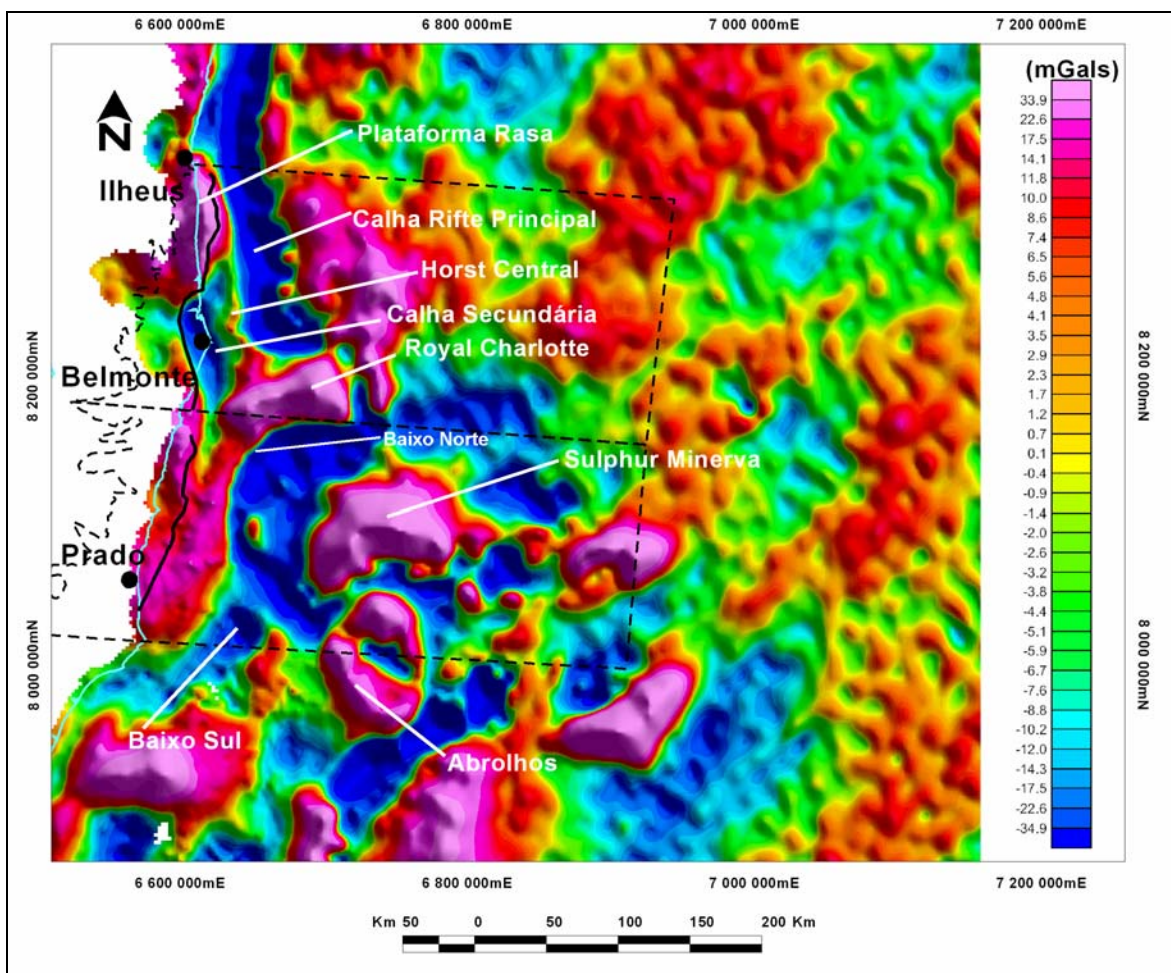 6 600 000mE 6 800 000mE 7 000 000mE 7 200 000mE
(mGals)
N
33.9
22.6
17.5
14.1
11.8
10.0
8.6
7.4
6.5
5.6
4.8
4.1
3.5
2.9
2.3
1.7
1.2
0.7
0.1
-0.4
-0.9
-1.4
-2.0
-2.6
-3.2
-3.8
-4.4
-5.1
-5.9
-6.7
-7.6
-8.8
-10.2
-12.0
-14.3
-17.5
-22.6
-34.9
Plataforma Rasa
Ilheus
Calha Rifte Principal
Horst Central
Calha Secundária
Royal Charlotte
Belmonte
8 200 000mN
8 200 000mN
Baixo Norte
Sulphur Minerva
Prado
8 000 000mN
8 000 000mN
Baixo Sul
Abrolhos
6 600 000mE 6 800 000mE 7 000 000mE 7 200 000mE
Km 50 0 50 100 150 200 Km